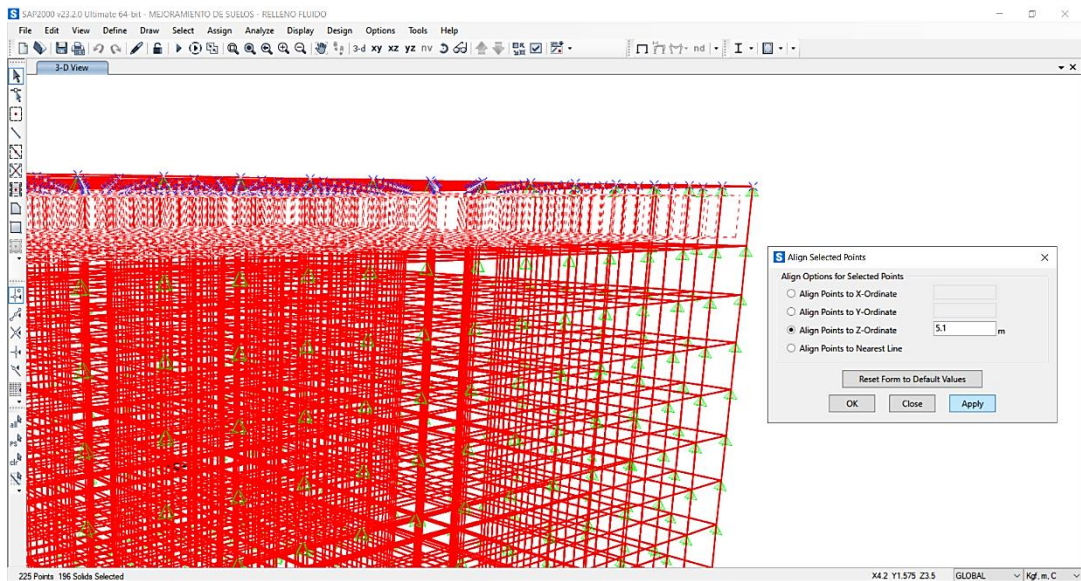 SAP2000 v23.2.0 Ultimate 64-bit - MEJORAMIENTO DE SUELOS - RELLENO FLUIDO
File Edit View Define Draw Select Assign Analyze Display Design Options Tools Help
3-d xy xz yz nv
nd
3-D View
all
ps
clr
Align Selected Points
Align Options for Selected Points
Align Points to X-Ordinate
Align Points to Y-Ordinate
Align Points to Z-Ordinate 5.1 m
Align Points to Nearest Line
Reset Form to Default Values
OK Close Apply
225 Points 196 Solids Selected X4.2 Y1.575 Z3.5 GLOBAL Kgf, m, C